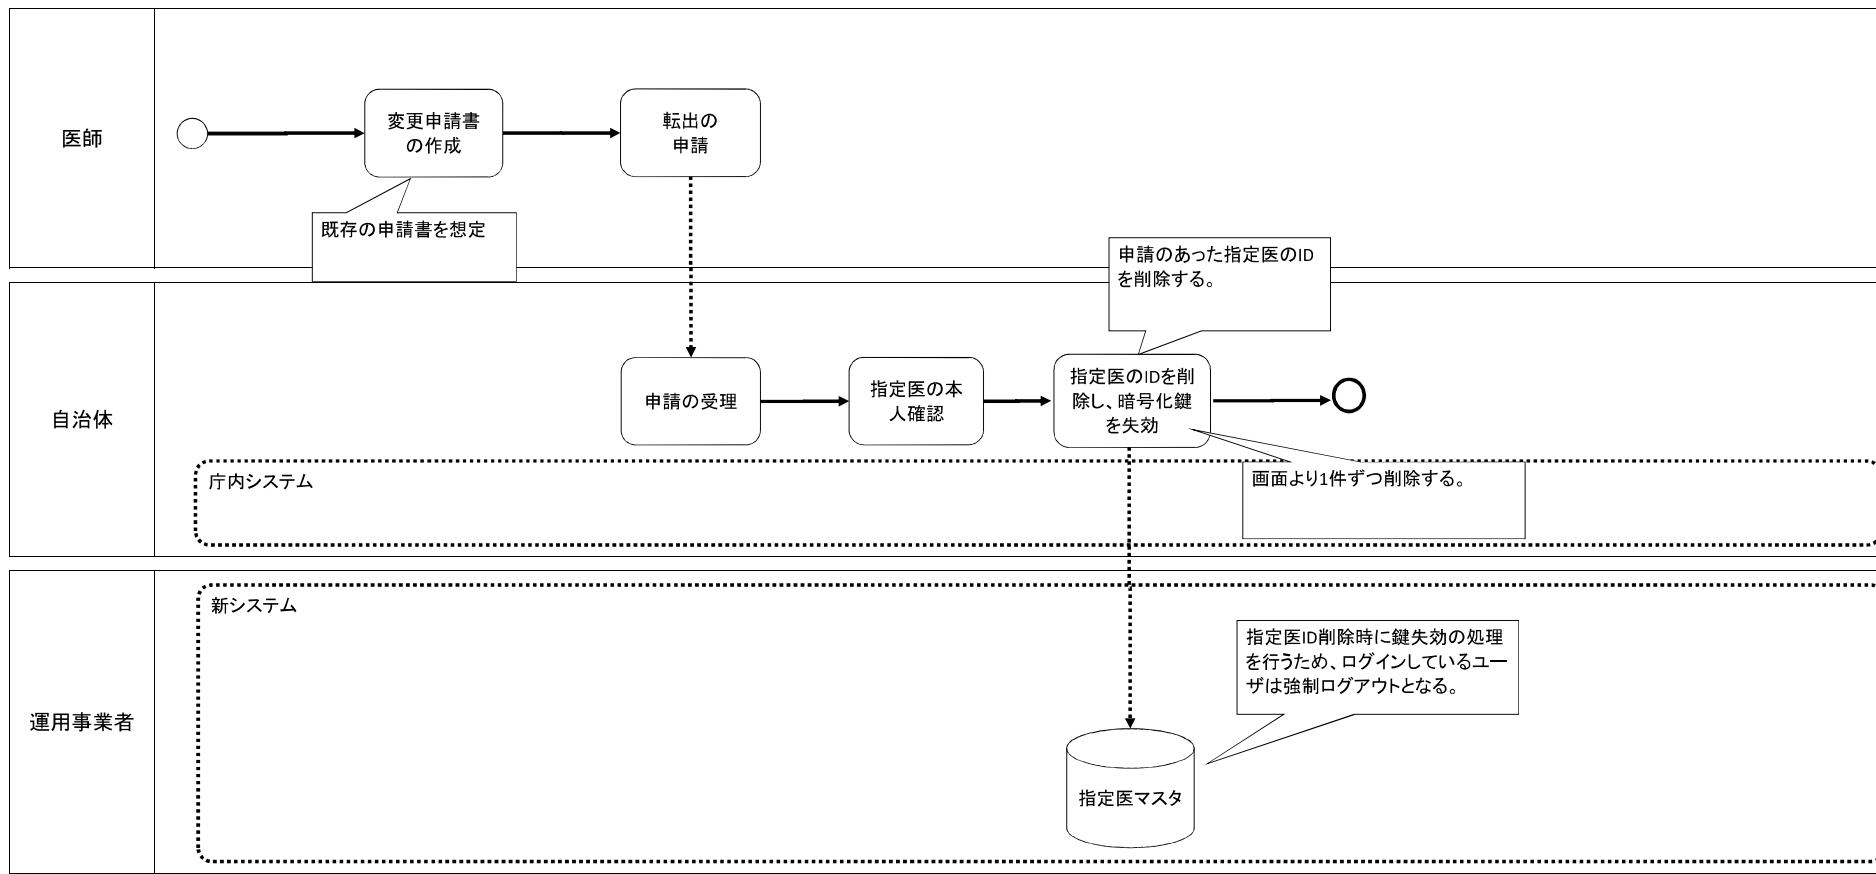 医師
変更申請書
の作成
転出の
申請
既存の申請書を想定
申請のあった指定医のID
を削除する。
自治体
申請の受理
指定医の本
人確認
指定医のIDを削
除し、暗号化鍵
を失効
庁内システム
画面より1件ずつ削除する。
運用事業者
新システム
指定医ID削除時に鍵失効の処理
を行うため、ログインしているユー
ザは強制ログアウトとなる。
指定医マスタ